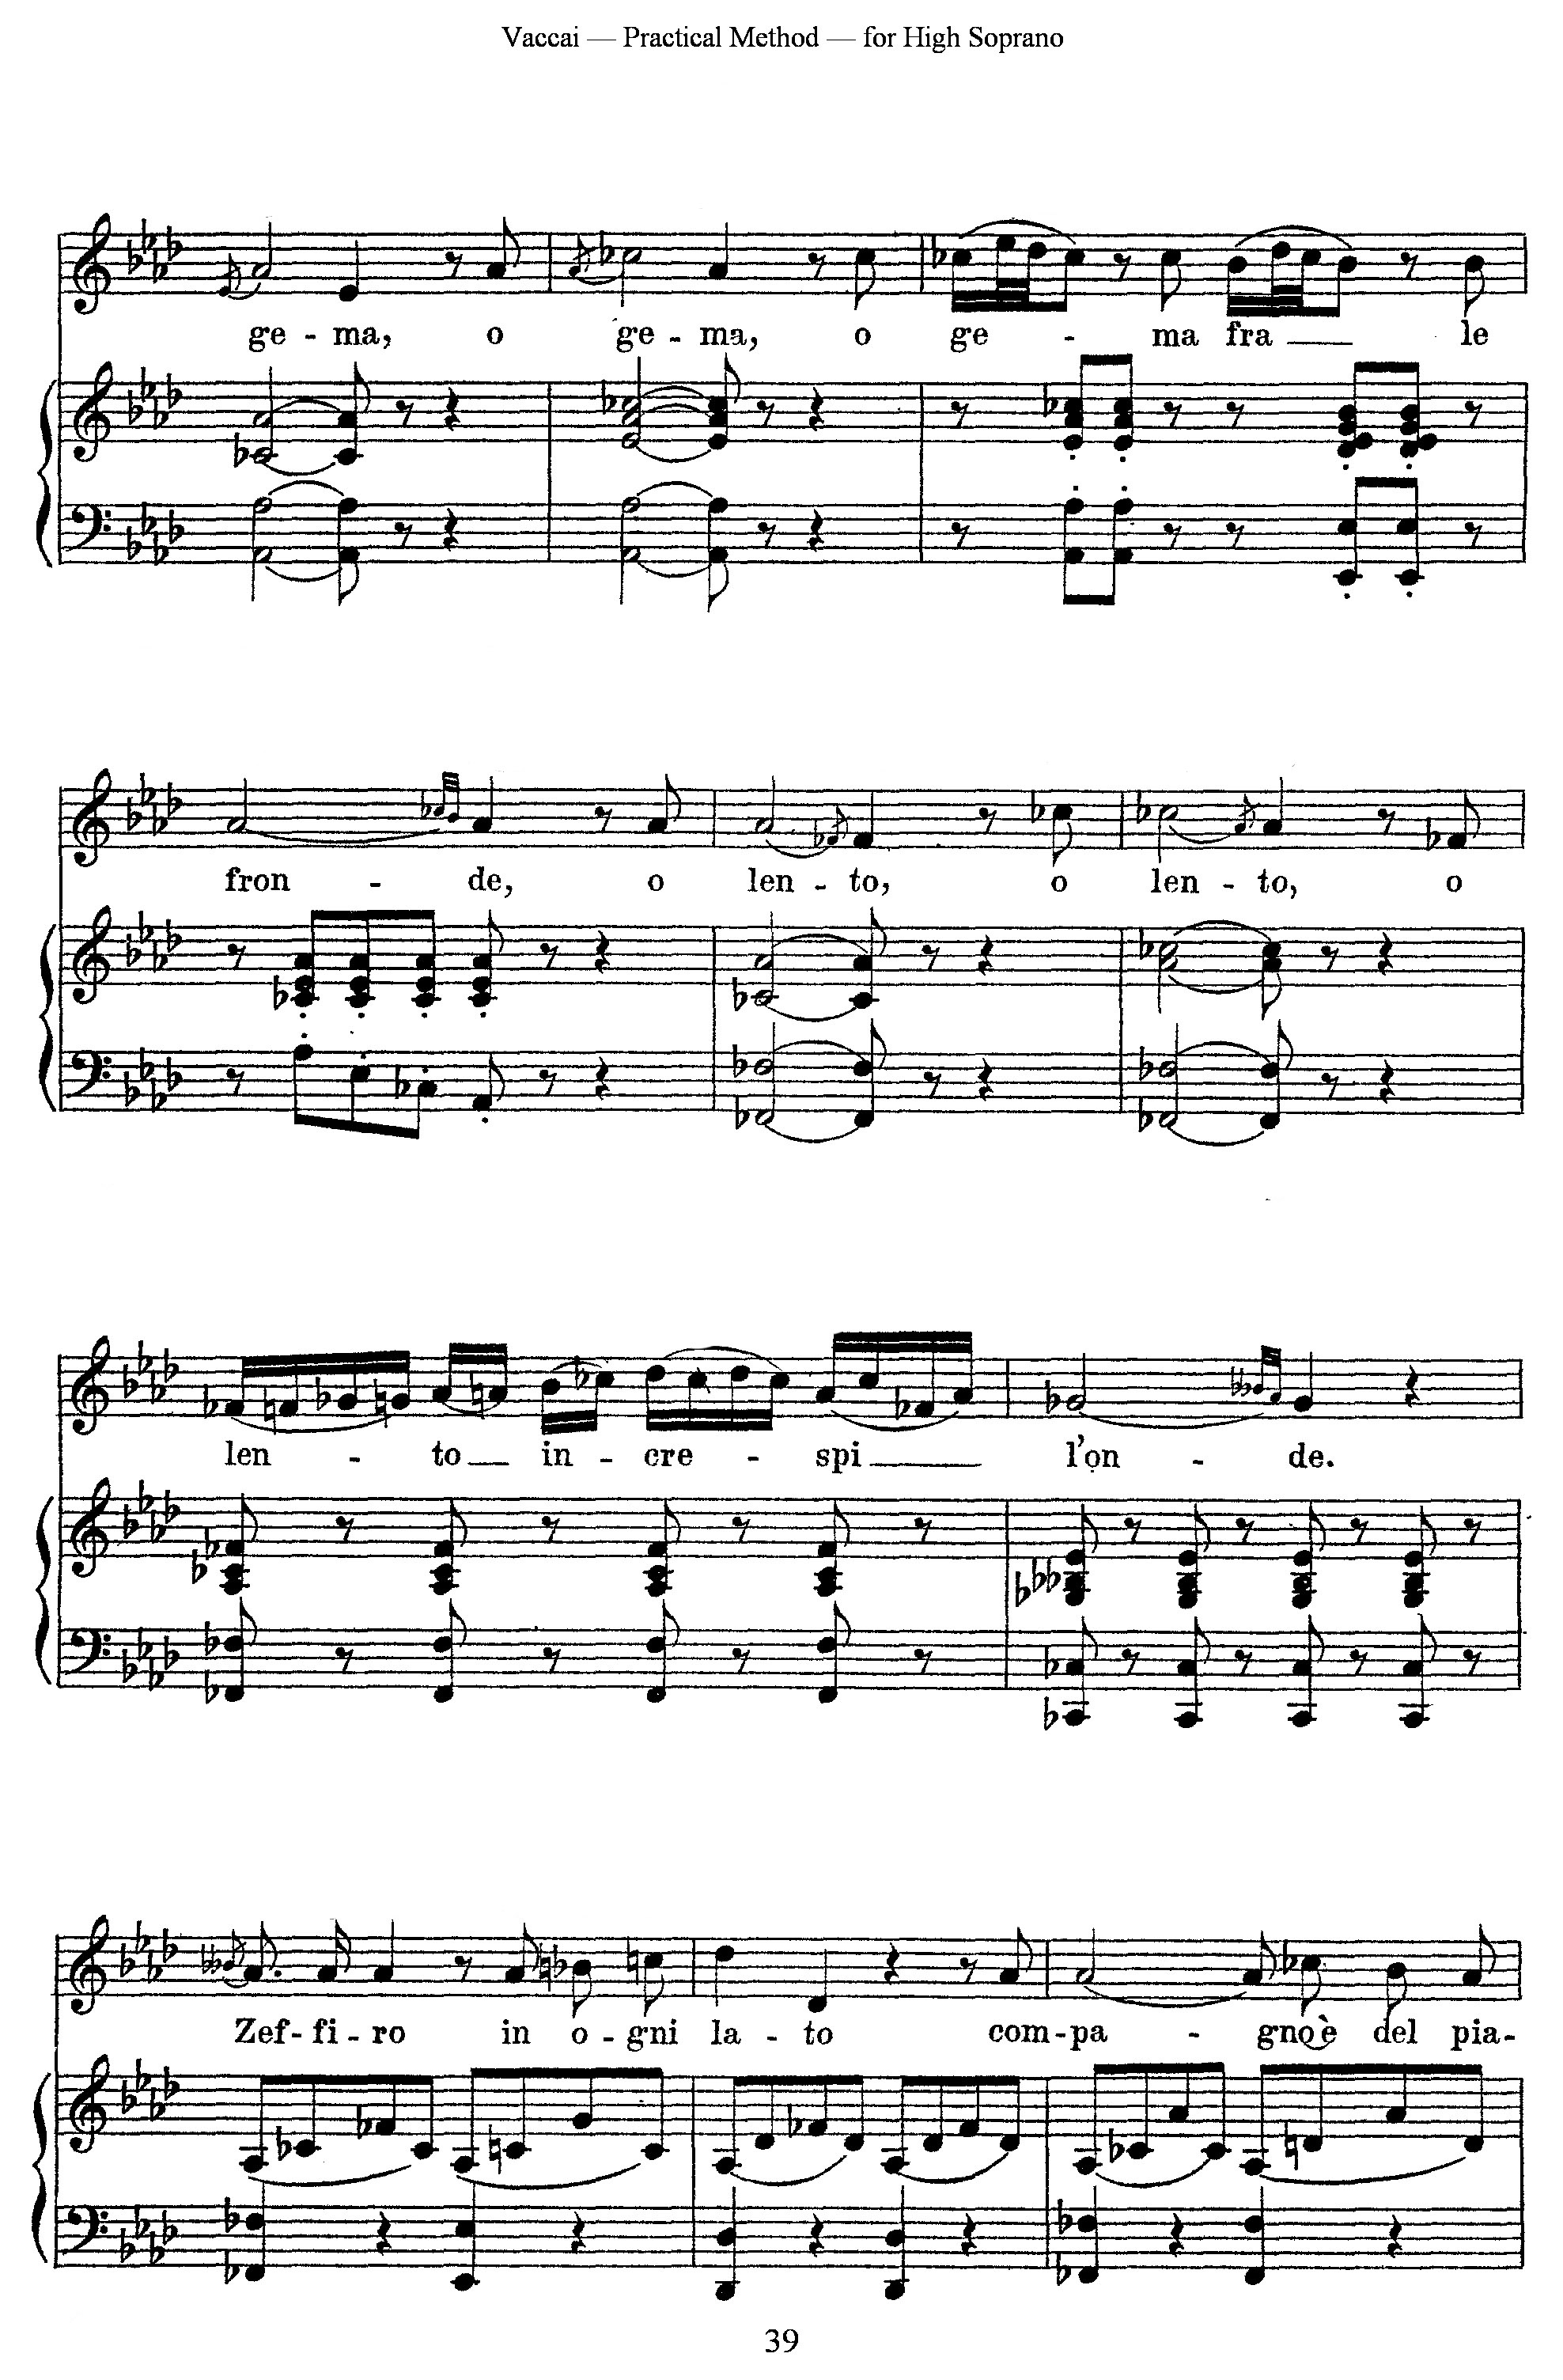 Vaccai — Practical Method — for High Soprano
ge - ma, o ge - ma, o ge - ma fra le
fron - de, o len - to, o len - to, o
len - to in - cre - spi l'on - de.
Zef - fi - ro in o - gni la - to com - pa - gno è del pia -
39